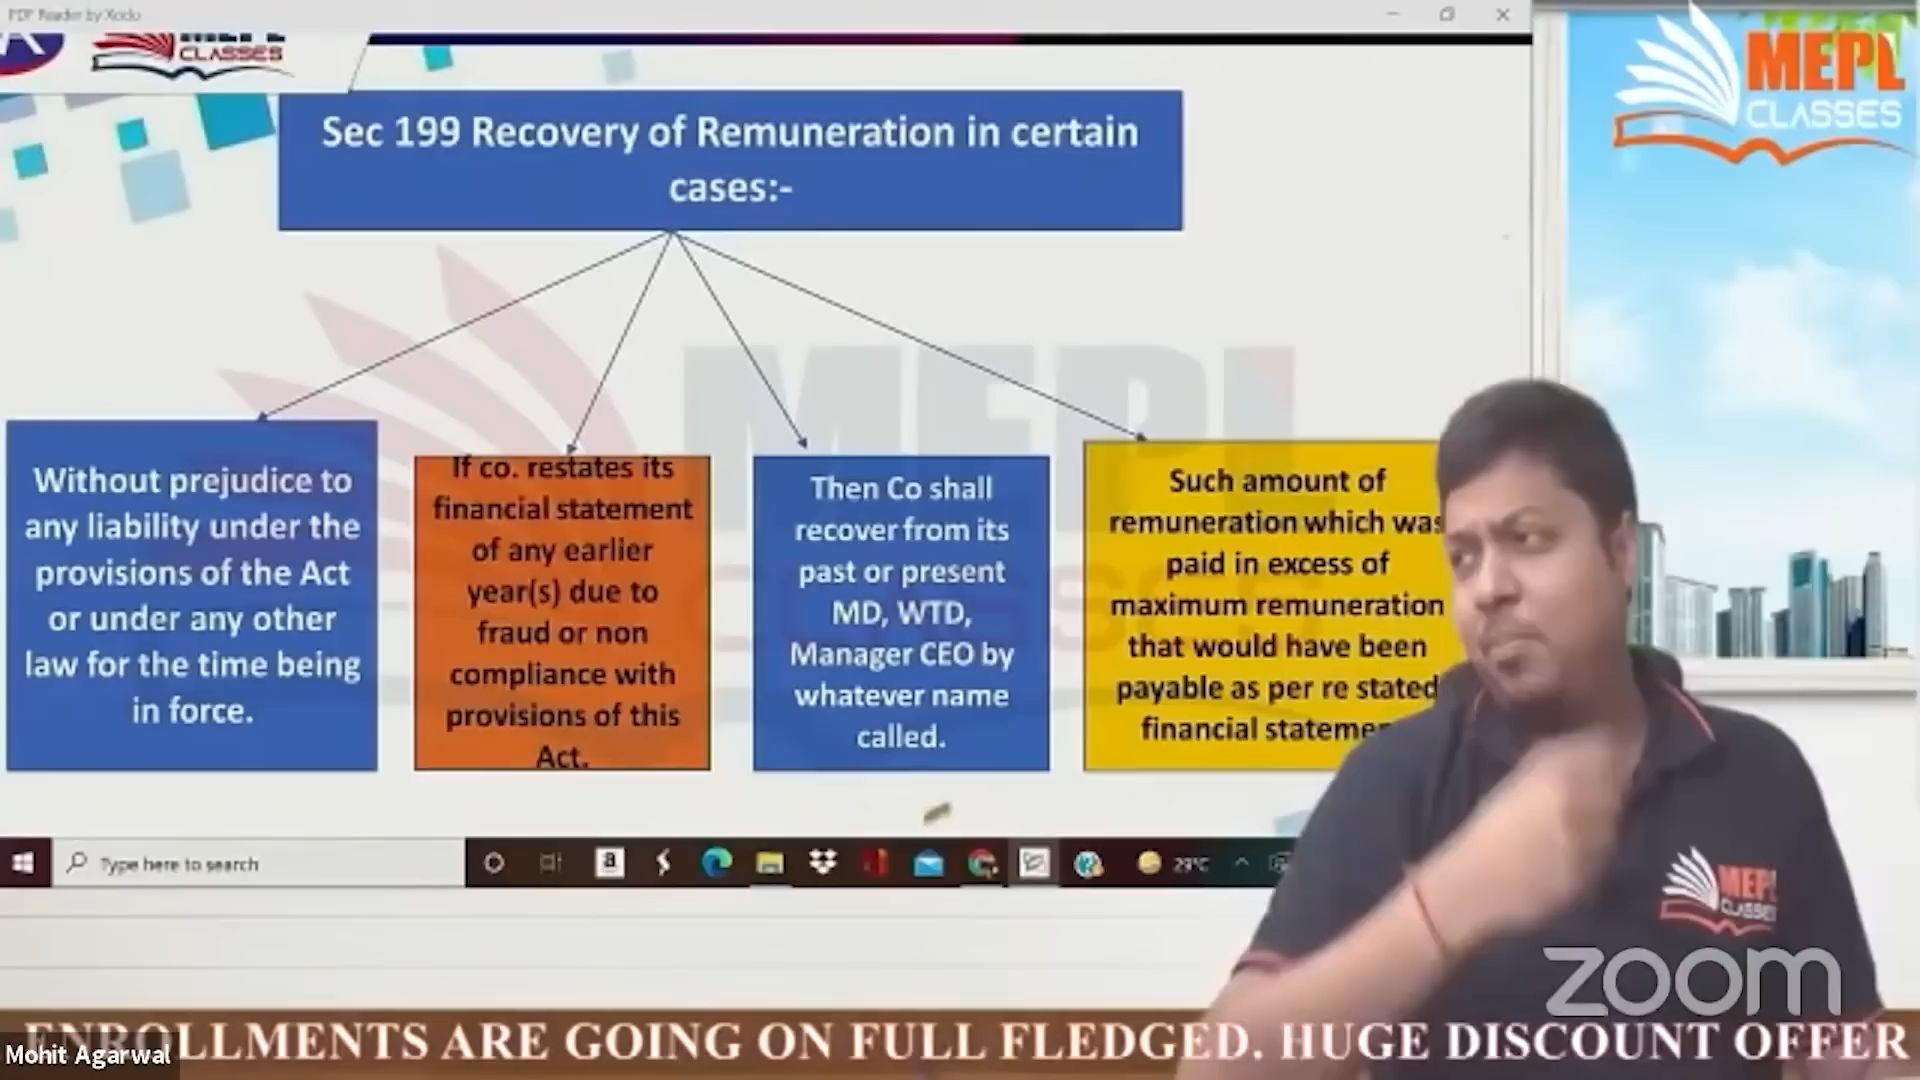 PDF Reader by Xodo
CLASSES
Sec 199 Recovery of Remuneration in certain
cases:-
Without prejudice to
any liability under the
provisions of the Act
or under any other
law for the time being
in force.
If co. restates its
financial statement
of any earlier
year(s) due to
fraud or non
compliance with
provisions of this
Act.
Then Co shall
recover from its
past or present
MD, WTD,
Manager CEO by
whatever name
called.
Such amount of
remuneration which was
paid in excess of
maximum remuneration
that would have been
payable as per re stated
financial stateme
MEPL
CLASSES
MEPL
CLASSES
Type here to search
a
29°C
MEPL
CLASSES
zoom
ENROLLMENTS ARE GOING ON FULL FLEDGED. HUGE DISCOUNT OFFER
Mohit Agarwal